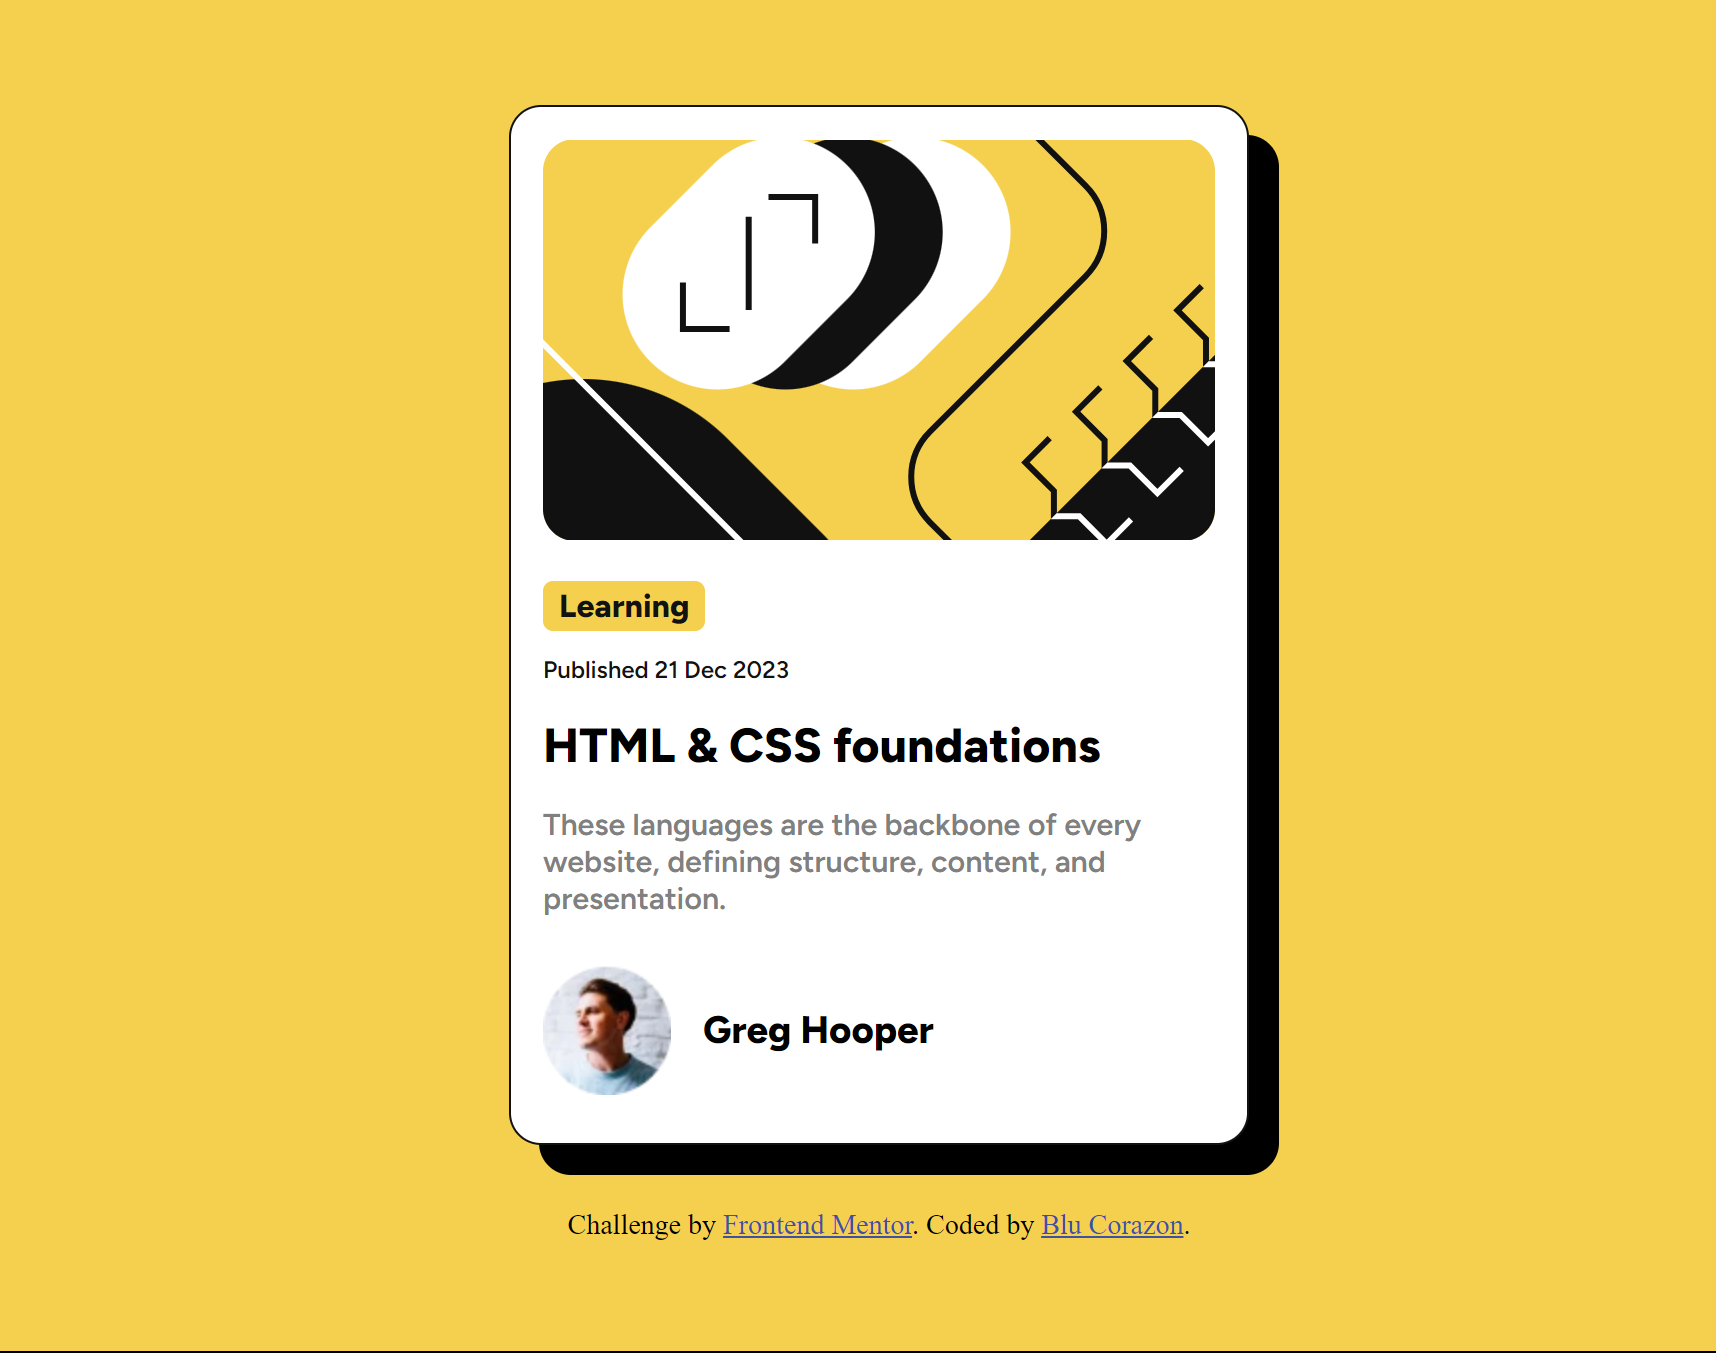 Learning
Published 21 Dec 2023
HTML & CSS foundations
These languages are the backbone of every
website, defining structure, content, and
presentation.
Greg Hooper
Challenge by Frontend Mentor. Coded by Blu Corazon.